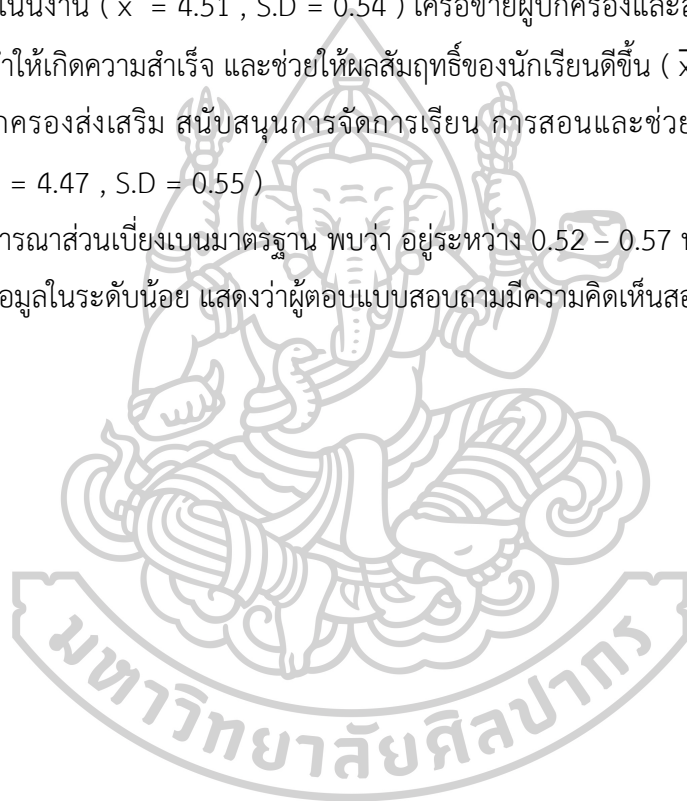 เนินงาน ( x̄ = 4.51 , S.D = 0.54 ) เครือข่ายผู้ปกครองและ
ทำให้เกิดความสำเร็จ และช่วยให้ผลสัมฤทธิ์ของนักเรียนดีขึ้น ( x̄
กครองส่งเสริม สนับสนุนการจัดการเรียน การสอนและช่วย
= 4.47 , S.D = 0.55 )
ารณาส่วนเบี่ยงเบนมาตรฐาน พบว่า อยู่ระหว่าง 0.52 – 0.57
อมูลในระดับน้อย แสดงว่าผู้ตอบแบบสอบถามมีความคิดเห็น
มหาวิทยาลัยศิลปากร